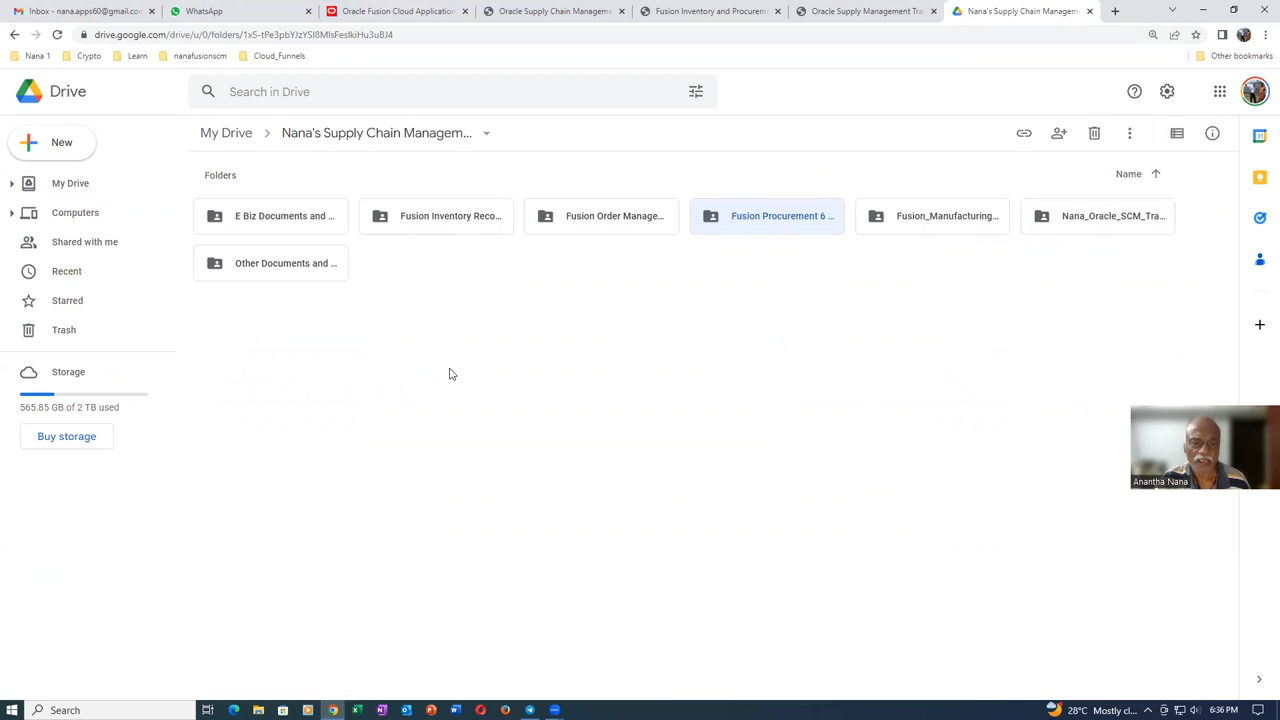 Inbox - nana.apps60@gmail.com
WhatsApp
Oracle Fusion Cloud Application
Oracle Supply Chain Manageme
Fusion Inventory and Procureme
Oracle Supply Management Trai
Nana's Supply Chain Managem
drive.google.com/drive/u/0/folders/
Nana 1
Crypto
Learn
nanafusionscm
Cloud_Funnels
Other bookmarks
Drive
Search in Drive
New
My Drive
Computers
Shared with me
Recent
Starred
Trash
Storage
565.85 GB of 2 TB used
Buy storage
My Drive
Nana's Supply Chain Managem...
Folders
Name
E Biz Documents and ...
Fusion Inventory Reco...
Fusion Order Manage...
Fusion Procurement 6 ...
Fusion_Manufacturing...
Nana_Oracle_SCM_Tra...
Other Documents and ...
31
Anantha Nana
Search
28°C Mostly cl...
6:36 PM